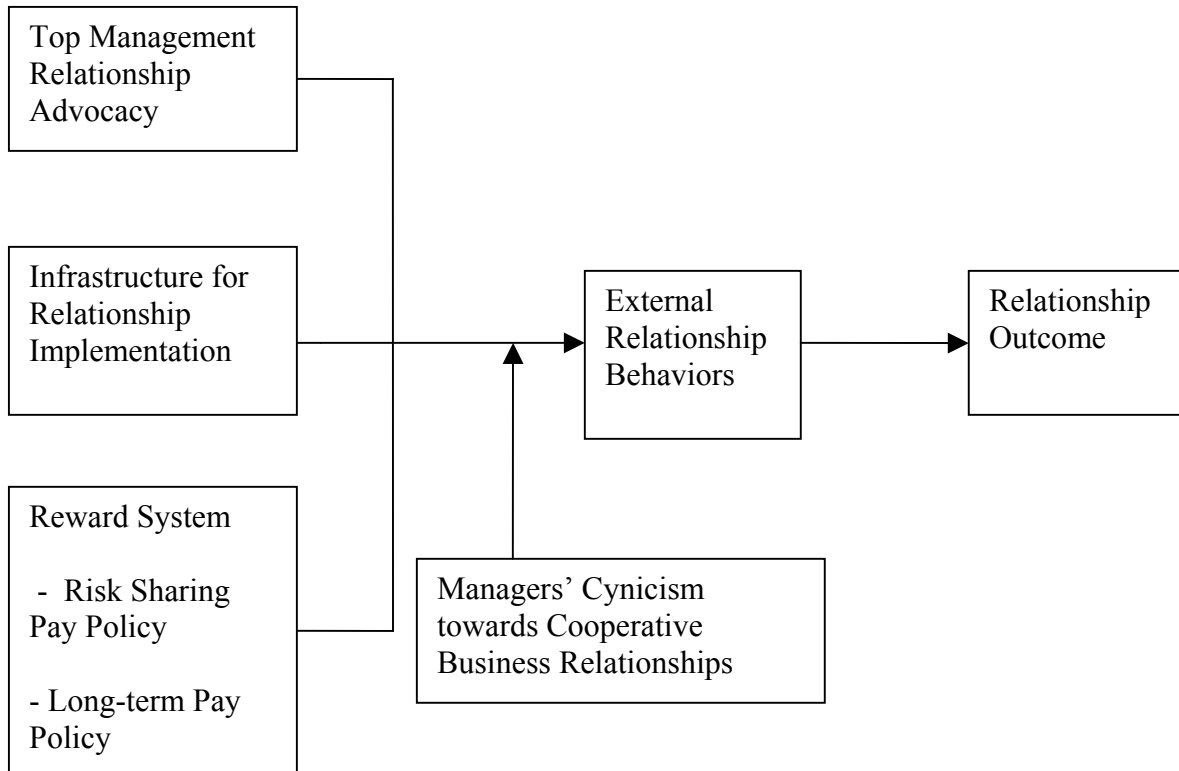 Top Management
Relationship
Advocacy
Infrastructure for
Relationship
Implementation
External
Relationship
Behaviors
Relationship
Outcome
Reward System
- Risk Sharing
Pay Policy
- Long-term Pay
Policy
Managers’ Cynicism
towards Cooperative
Business Relationships